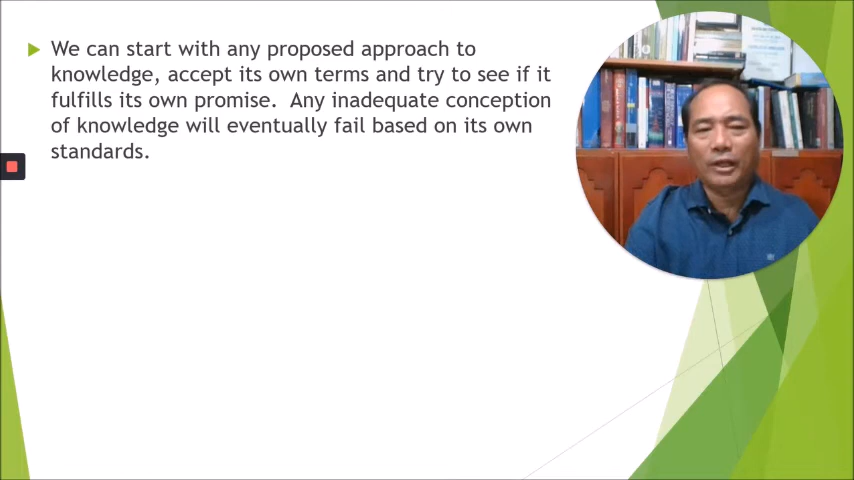 We can start with any proposed approach to
knowledge, accept its own terms and try to see if it
fulfills its own promise.  Any inadequate conception
of knowledge will eventually fail based on its own
standards.